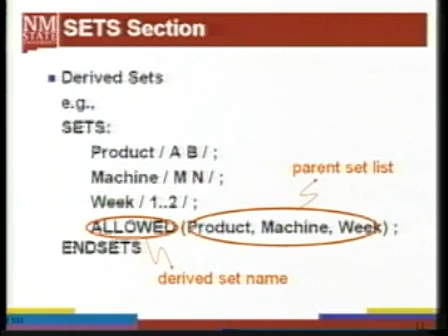 NM
STATE
SETS Section
Derived Sets
e.g.,
SETS:
Product / A B / ;
Machine / M N / ;
Week / 1..2 / ;
parent set list
ALLOWED (Product, Machine, Week) ;
ENDSETS
derived set name